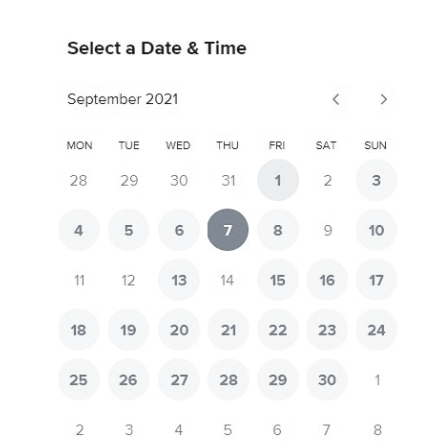 Select a Date & Time
September 2021
MON TUE WED THU FRI SAT SUN
28 29 30 31 1 2 3
4 5 6 7 8 9 10
11 12 13 14 15 16 17
18 19 20 21 22 23 24
25 26 27 28 29 30 1
2 3 4 5 6 7 8